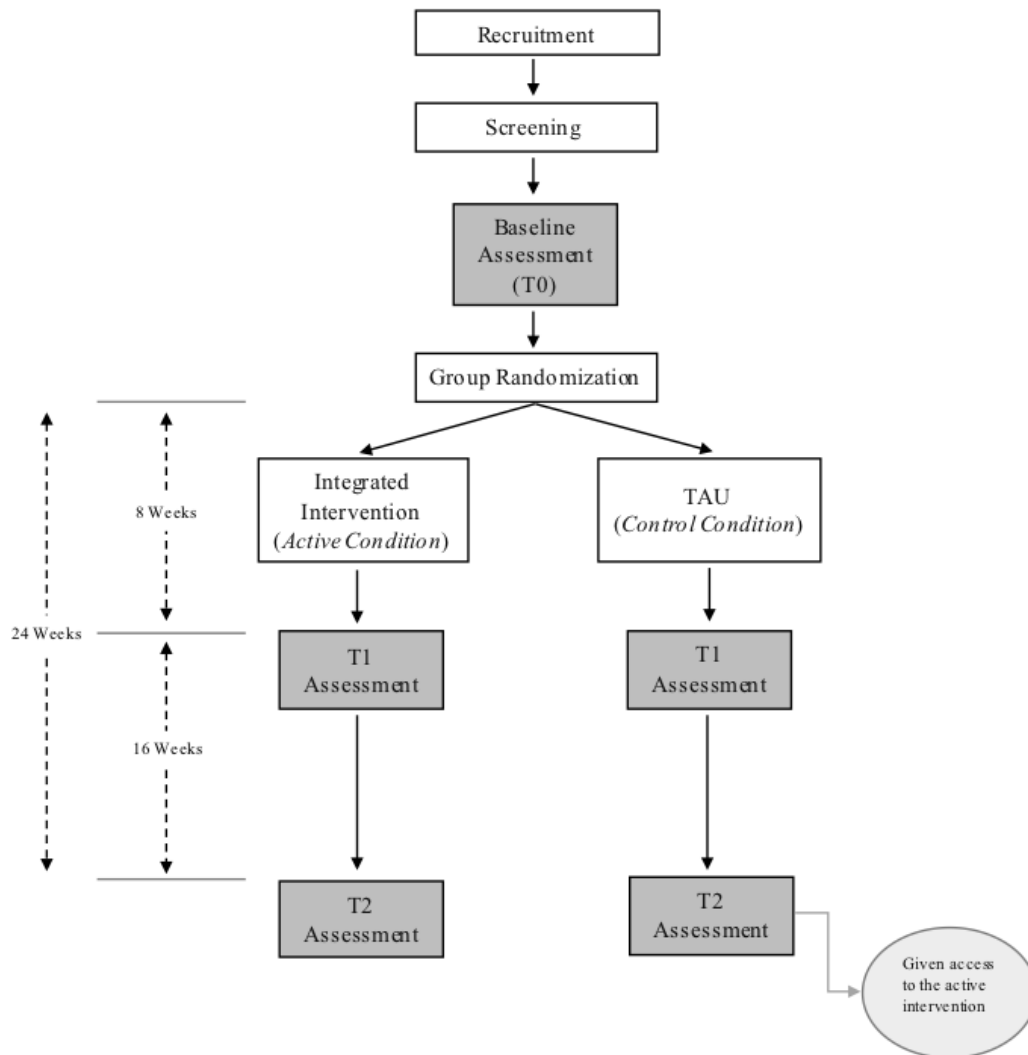 Recruitment
Screening
Baseline
Assessment
(T0)
Group Randomization
Integrated
Intervention
(Active Condition)
TAU
(Control Condition)
8 Weeks
24 Weeks
T1
Assessment
T1
Assessment
16 Weeks
T2
Assessment
T2
Assessment
Given access
to the active
intervention